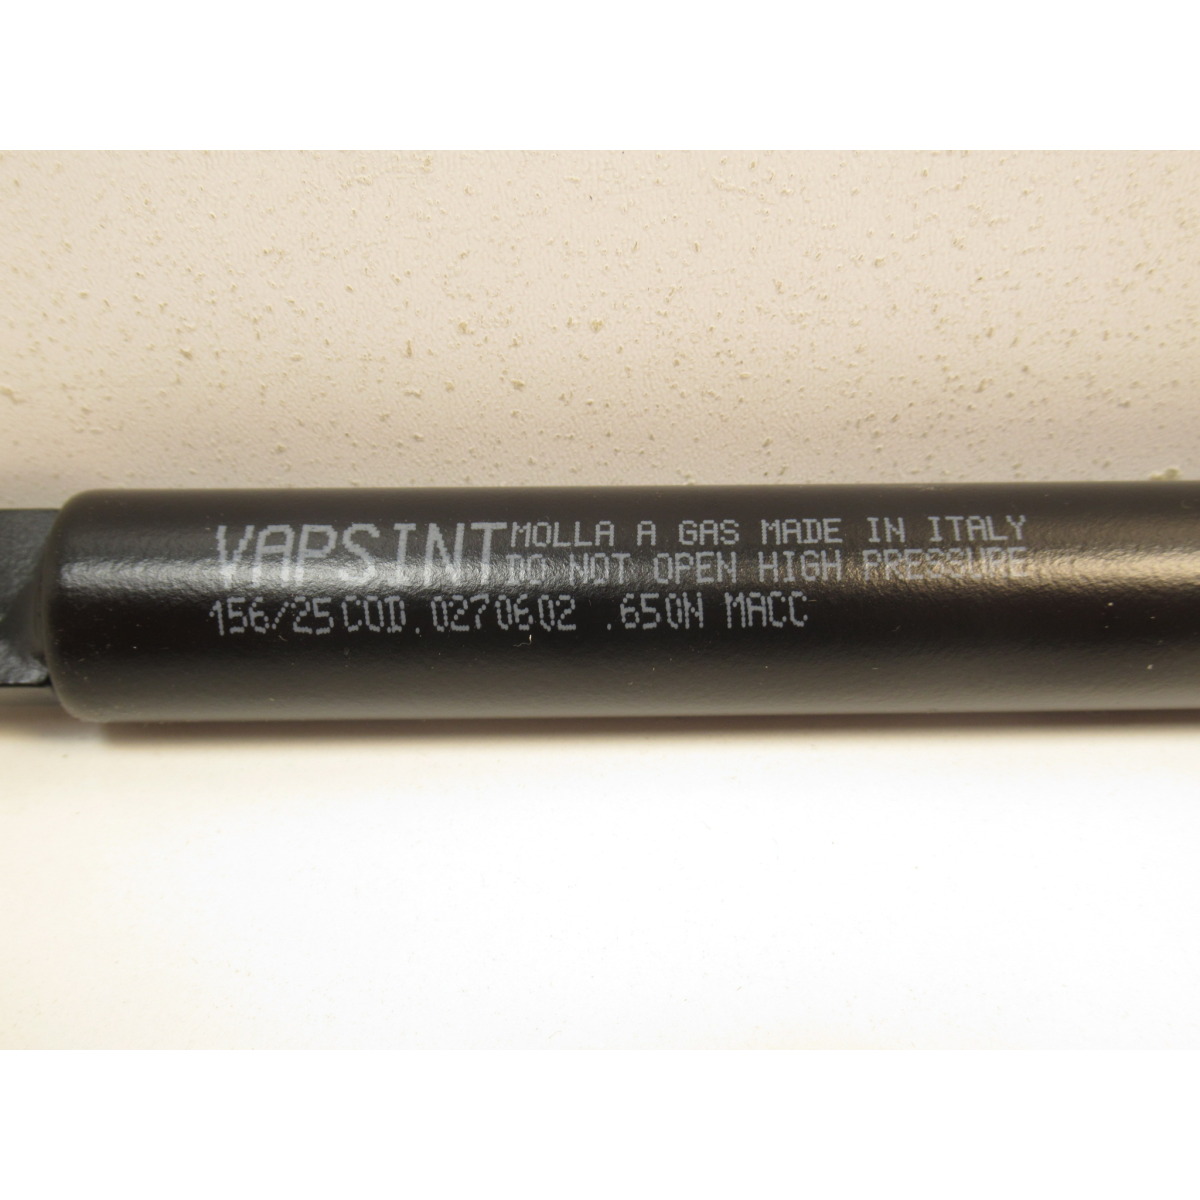 VAPSINT MOLLA A GAS MADE IN ITALY
DO NOT OPEN HIGH PRESSURE
156/25 COD.0270602 .650N MACC